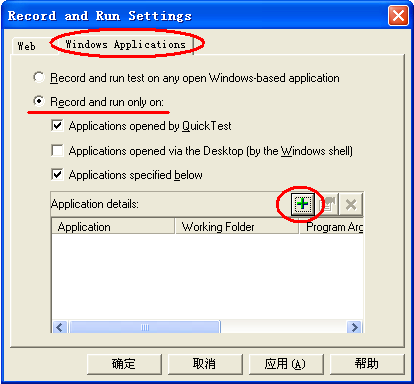 Record and Run Settings
Web
Windows Applications
Record and run test on any open Windows-based application
Record and run only on:
Applications opened by QuickTest
Applications opened via the Desktop (by the Windows shell)
Applications specified below
Application details:
Application Working Folder Program Arg
确定 取消 应用(A) 帮助